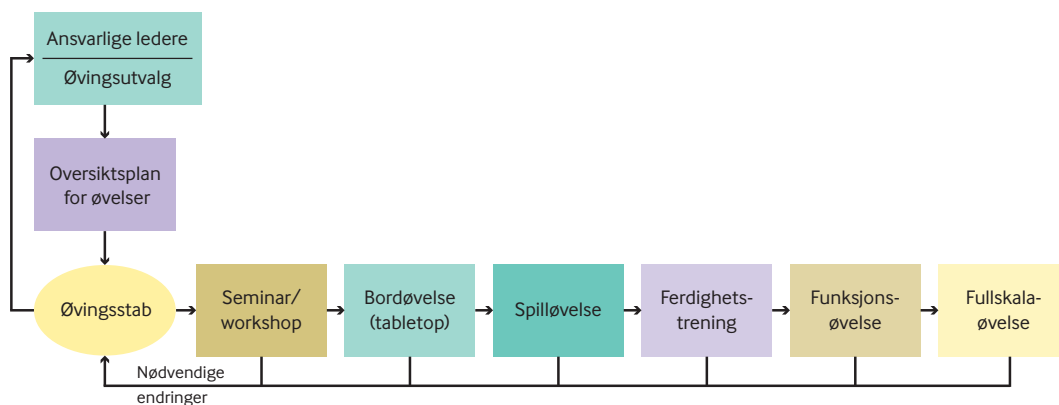 Ansvarlige ledere
Øvingsutvalg
Oversiktsplan
for øvelser
Øvingsstab
Seminar/
workshop
Bordøvelse
(tabletop)
Spilløvelse
Ferdighets-
trening
Funksjons-
øvelse
Fullskala-
øvelse
Nødvendige
endringer